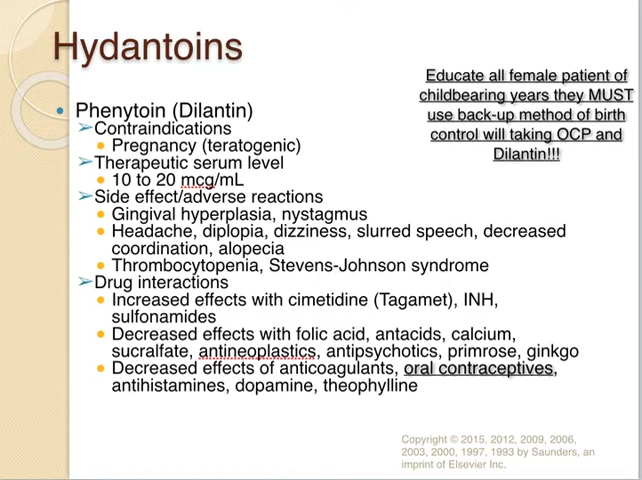 Hydantoins
Educate all female patient of
childbearing years they MUST
use back-up method of birth
control will taking OCP and
Dilantin!!!
• Phenytoin (Dilantin)
➢Contraindications
• Pregnancy (teratogenic)
➢Therapeutic serum level
• 10 to 20 mcg/mL
➢Side effect/adverse reactions
• Gingival hyperplasia, nystagmus
• Headache, diplopia, dizziness, slurred speech, decreased
coordination, alopecia
• Thrombocytopenia, Stevens-Johnson syndrome
➢Drug interactions
• Increased effects with cimetidine (Tagamet), INH,
sulfonamides
• Decreased effects with folic acid, antacids, calcium,
sucralfate, antineoplastics, antipsychotics, primrose, ginkgo
• Decreased effects of anticoagulants, oral contraceptives,
antihistamines, dopamine, theophylline
Copyright © 2015, 2012, 2009, 2006,
2003, 2000, 1997, 1993 by Saunders, an
imprint of Elsevier Inc.